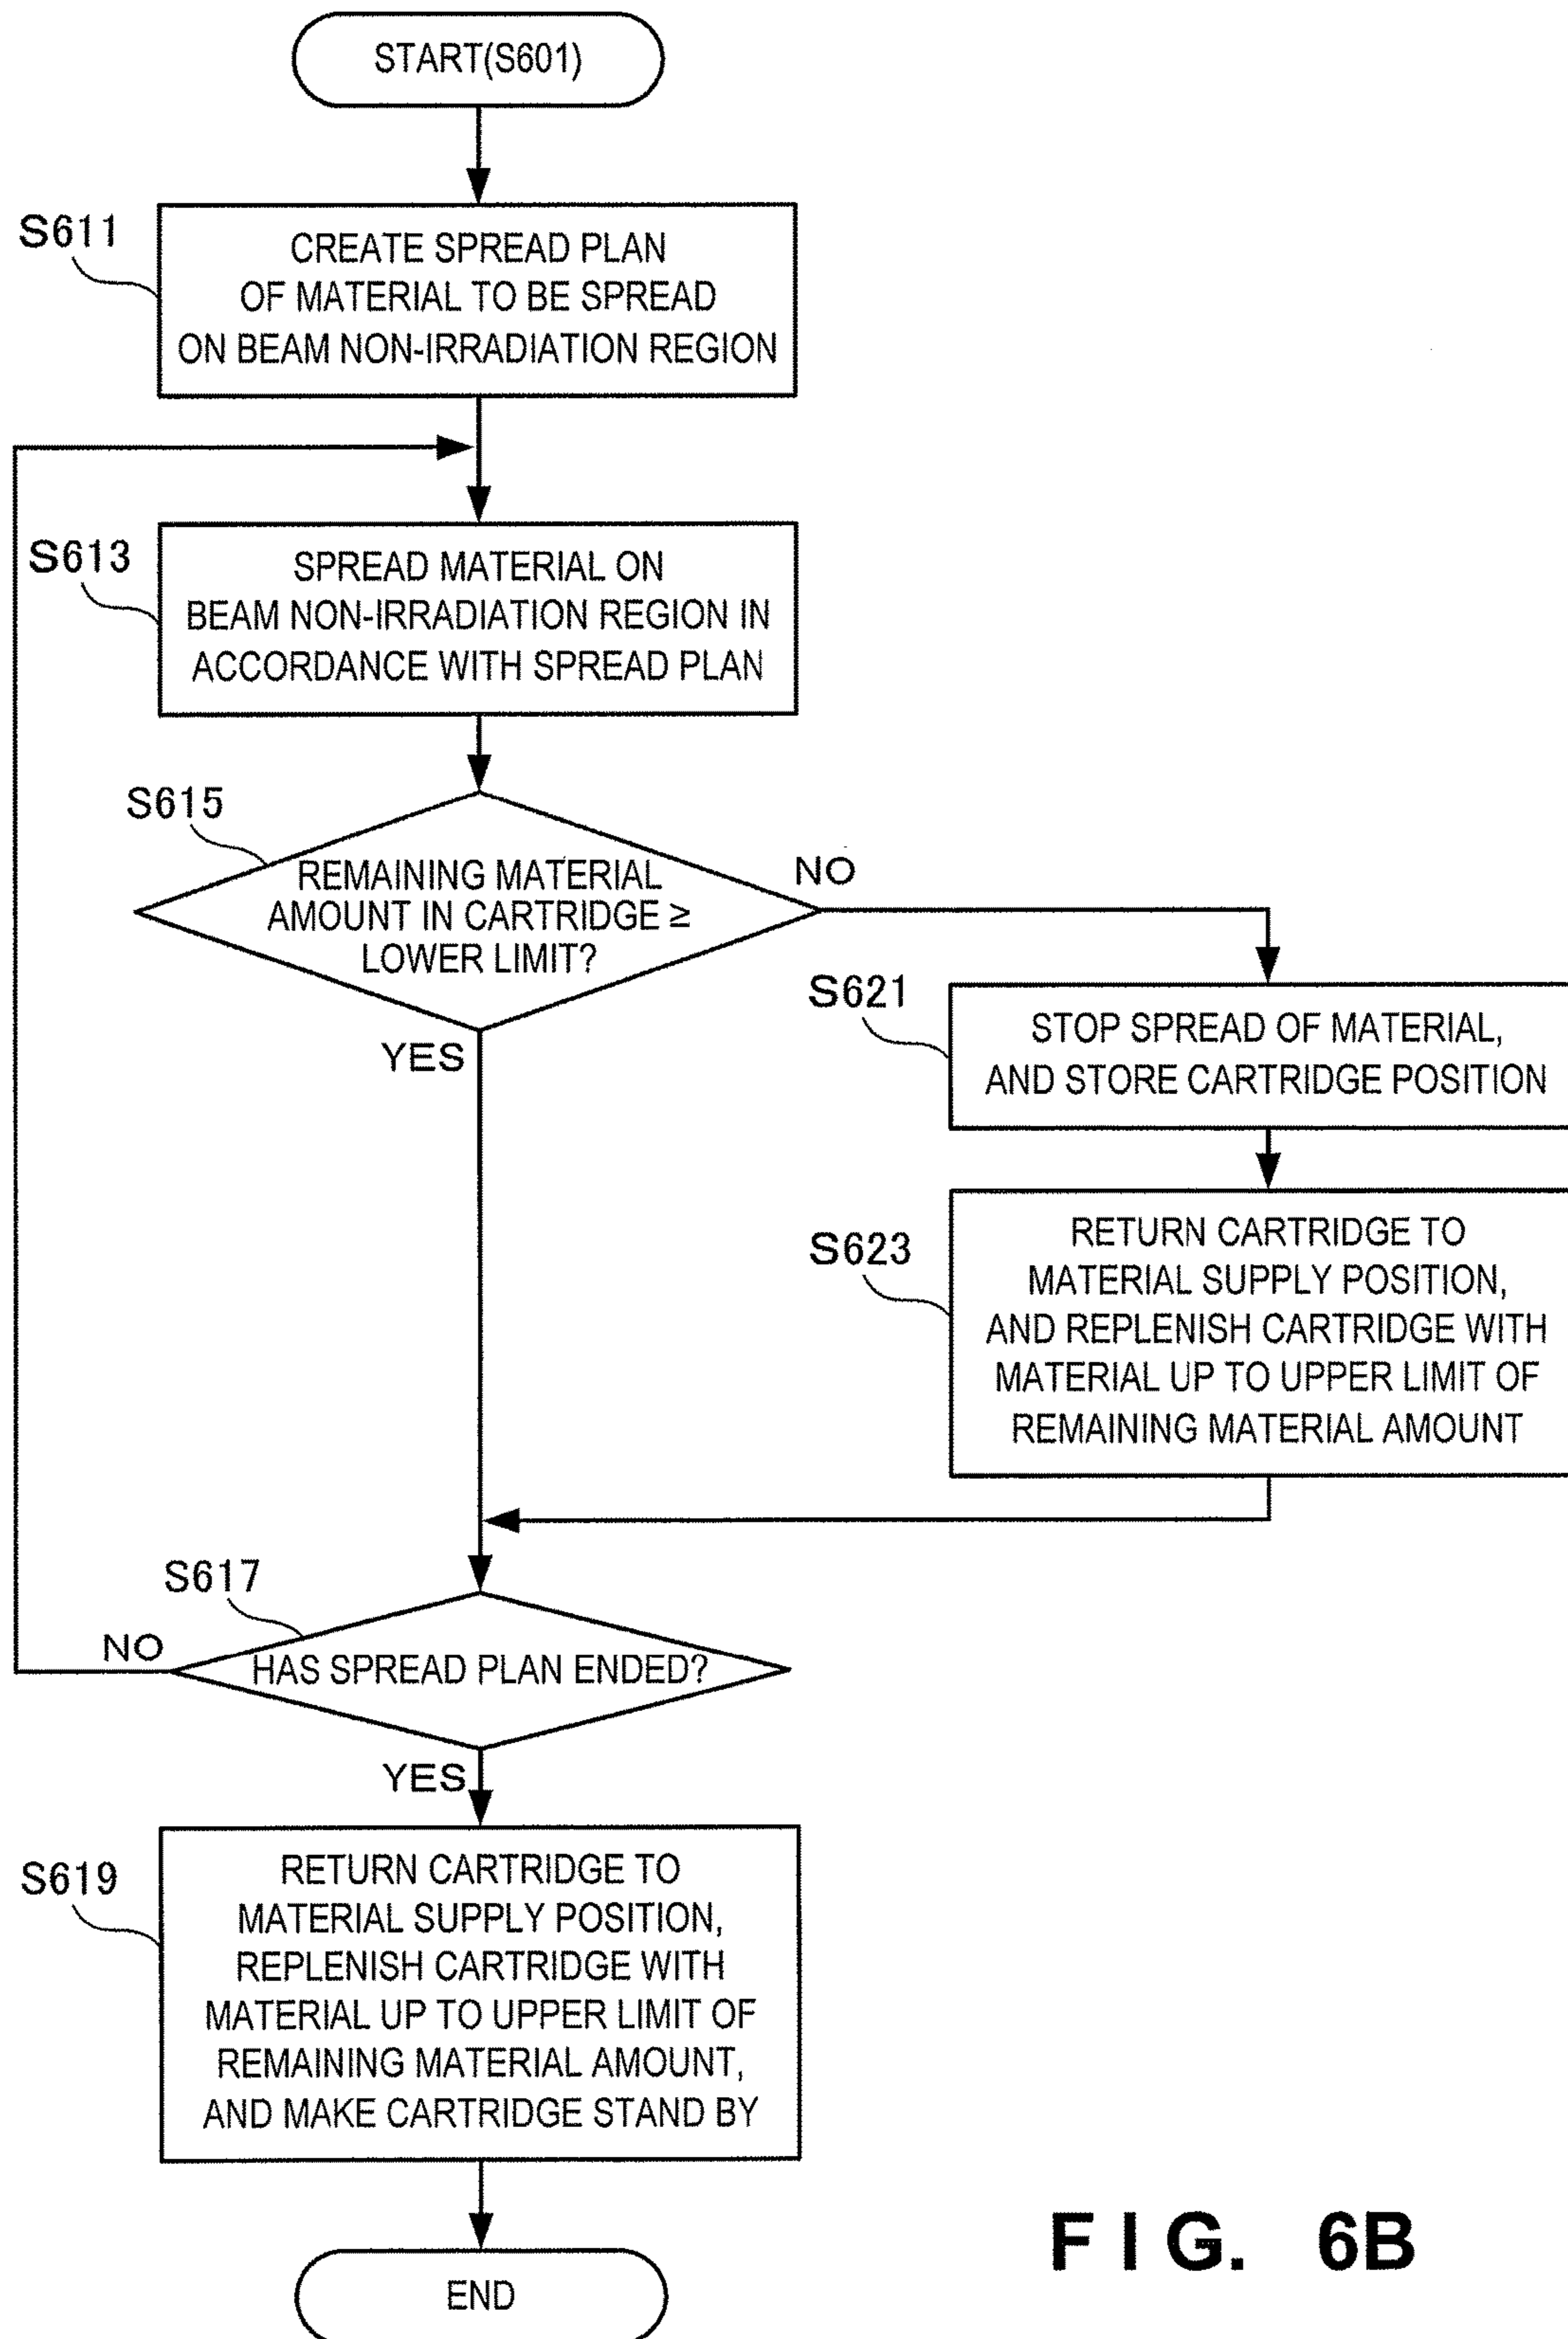 START(S601)
S611
CREATE SPREAD PLAN
OF MATERIAL TO BE SPREAD
ON BEAM NON-IRRADIATION REGION
S613
SPREAD MATERIAL ON
BEAM NON-IRRADIATION REGION IN
ACCORDANCE WITH SPREAD PLAN
S615
REMAINING MATERIAL
AMOUNT IN CARTRIDGE ≥
LOWER LIMIT?
NO
YES
S621
STOP SPREAD OF MATERIAL,
AND STORE CARTRIDGE POSITION
S623
RETURN CARTRIDGE TO
MATERIAL SUPPLY POSITION,
AND REPLENISH CARTRIDGE WITH
MATERIAL UP TO UPPER LIMIT OF
REMAINING MATERIAL AMOUNT
S617
HAS SPREAD PLAN ENDED?
NO
YES
S619
RETURN CARTRIDGE TO
MATERIAL SUPPLY POSITION,
REPLENISH CARTRIDGE WITH
MATERIAL UP TO UPPER LIMIT OF
REMAINING MATERIAL AMOUNT,
AND MAKE CARTRIDGE STAND BY
END
FIG. 6B